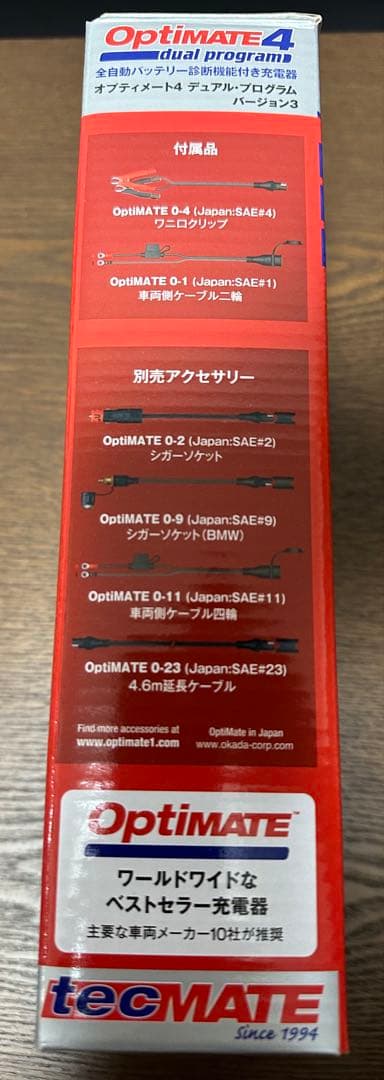 OptiMATE 4
dual program
全自動バッテリー診断機能付き充電器
オプティメート4 デュアル・プログラム
バージョン3
付属品
OptiMATE O-4 (Japan:SAE#4)
ワニ口クリップ
OptiMATE O-1 (Japan:SAE#1)
車両側ケーブル二輪
別売アクセサリー
OptiMATE O-2 (Japan:SAE#2)
シガーソケット
OptiMATE O-9 (Japan:SAE#9)
シガーソケット(BMW)
OptiMATE O-11 (Japan:SAE#11)
車両側ケーブル四輪
OptiMATE O-23 (Japan:SAE#23)
4.6m延長ケーブル
Find more accessories at
www.optimate1.com
OptiMate in Japan
www.okada-corp.com
OptiMATE™
ワールドワイドな
ベストセラー充電器
主要な車両メーカー10社が推奨
tecMATE
Since 1994